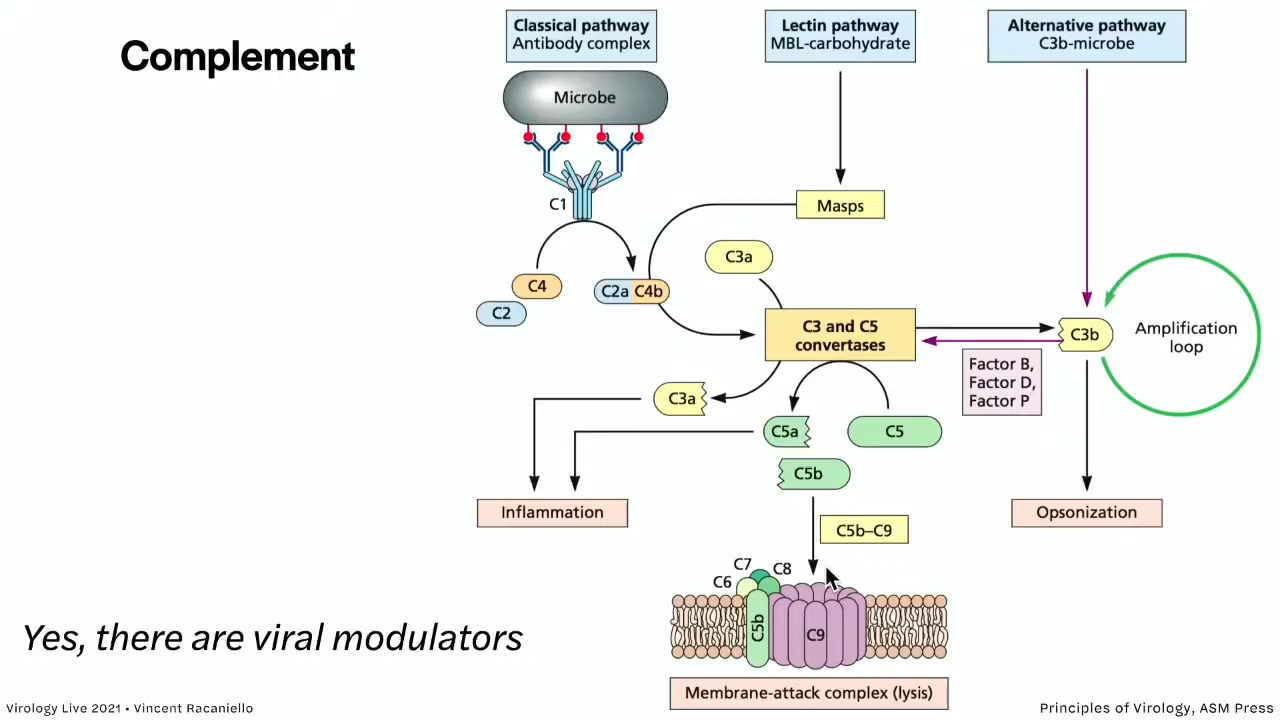 Complement
Classical pathway
Antibody complex
Lectin pathway
MBL-carbohydrate
Alternative pathway
C3b-microbe
Microbe
C1
Masps
C3a
C4
C2a C4b
C2
C3 and C5
convertases
C3b
Amplification
loop
Factor B,
Factor D,
Factor P
C3a
C5a
C5
C5b
Inflammation
Opsonization
C5b–C9
C7
C8
C6
C5b
C9
Yes, there are viral modulators
Membrane-attack complex (lysis)
Virology Live 2021 • Vincent Racaniello
Principles of Virology, ASM Press